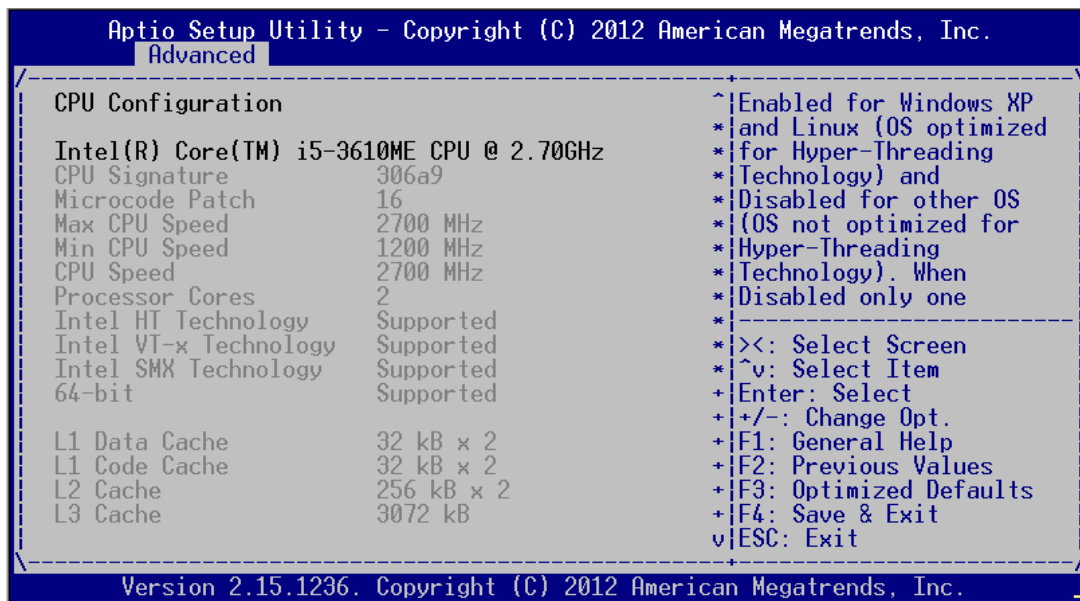 Aptio Setup Utility - Copyright (C) 2012 American Megatrends, Inc.
Advanced
CPU Configuration
Intel(R) Core(TM) i5-3610ME CPU @ 2.70GHz
CPU Signature 306a9
Microcode Patch 16
Max CPU Speed 2700 MHz
Min CPU Speed 1200 MHz
CPU Speed 2700 MHz
Processor Cores 2
Intel HT Technology Supported
Intel VT-x Technology Supported
Intel SMX Technology Supported
64-bit Supported
L1 Data Cache 32 kB x 2
L1 Code Cache 32 kB x 2
L2 Cache 256 kB x 2
L3 Cache 3072 kB
Enabled for Windows XP
and Linux (OS optimized
for Hyper-Threading
Technology) and
Disabled for other OS
(OS not optimized for
Hyper-Threading
Technology). When
Disabled only one
><: Select Screen
^v: Select Item
Enter: Select
+/-: Change Opt.
F1: General Help
F2: Previous Values
F3: Optimized Defaults
F4: Save & Exit
ESC: Exit
Version 2.15.1236. Copyright (C) 2012 American Megatrends, Inc.